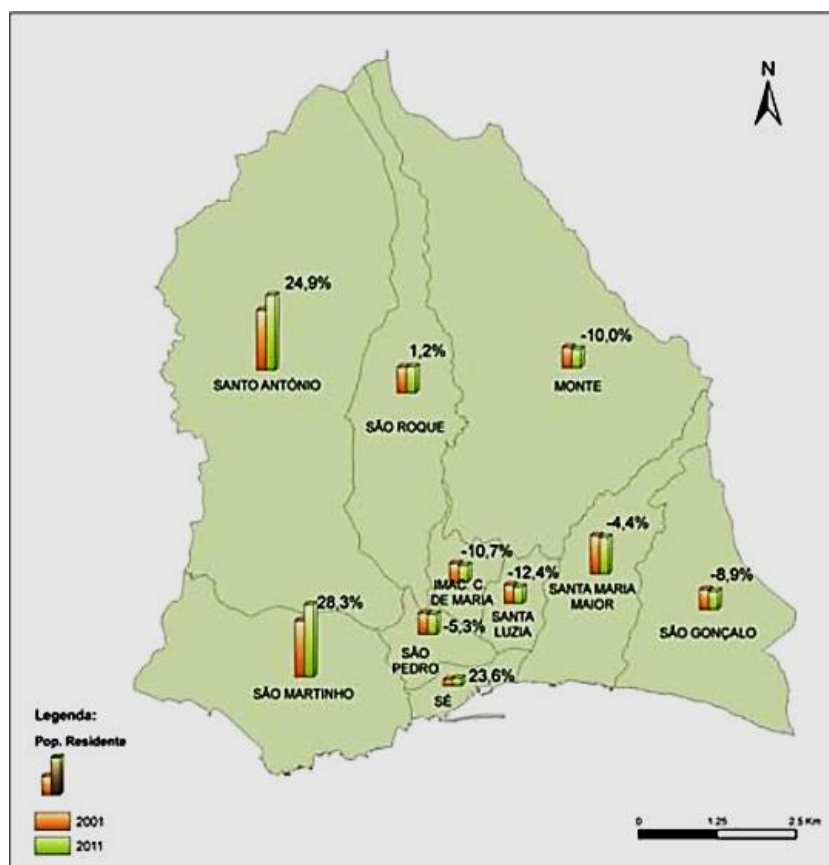 N
24,9%
SANTO ANTÓNIO
1,2%
SÃO ROQUE
-10,0%
MONTE
-10,7%
IMAC. C.
DE MARIA
-12,4%
SANTA
LUZIA
-4,4%
SANTA MARIA
MAIOR
-8,9%
SÃO GONÇALO
28,3%
SÃO MARTINHO
-5,3%
SÃO
PEDRO
23,6%
SÉ
Legenda:
Pop. Residente
2001
2011
0 1.25 2.5 Km